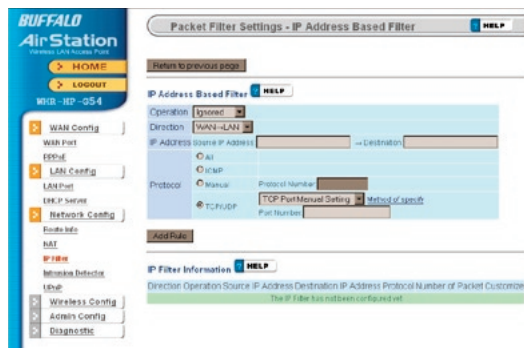 BUFFALO
AirStation
Wireless LAN Access Point
HOME
LOGOUT
WHR-HP-G54
WAN Config
WAN Port
PPPoE
LAN Config
LAN Port
DHCP Server
Network Config
Route Info
NAT
IP Filter
Intrusion Detector
UPnP
Wireless Config
Admin Config
Diagnostic
Packet Filter Settings - IP Address Based Filter
? HELP
Return to previous page
IP Address Based Filter ? HELP
Operation Ignored
Direction WAN→LAN
IP Address Source IP Address → Destination
Protocol
All
ICMP
Manual Protocol Number
TCP/UDP TCP Port Manual Setting Method of specify
Port Number
Add Rule
IP Filter Information ? HELP
Direction Operation Source IP Address Destination IP Address Protocol Number of Packet Customize
The IP Filter has not been configured yet